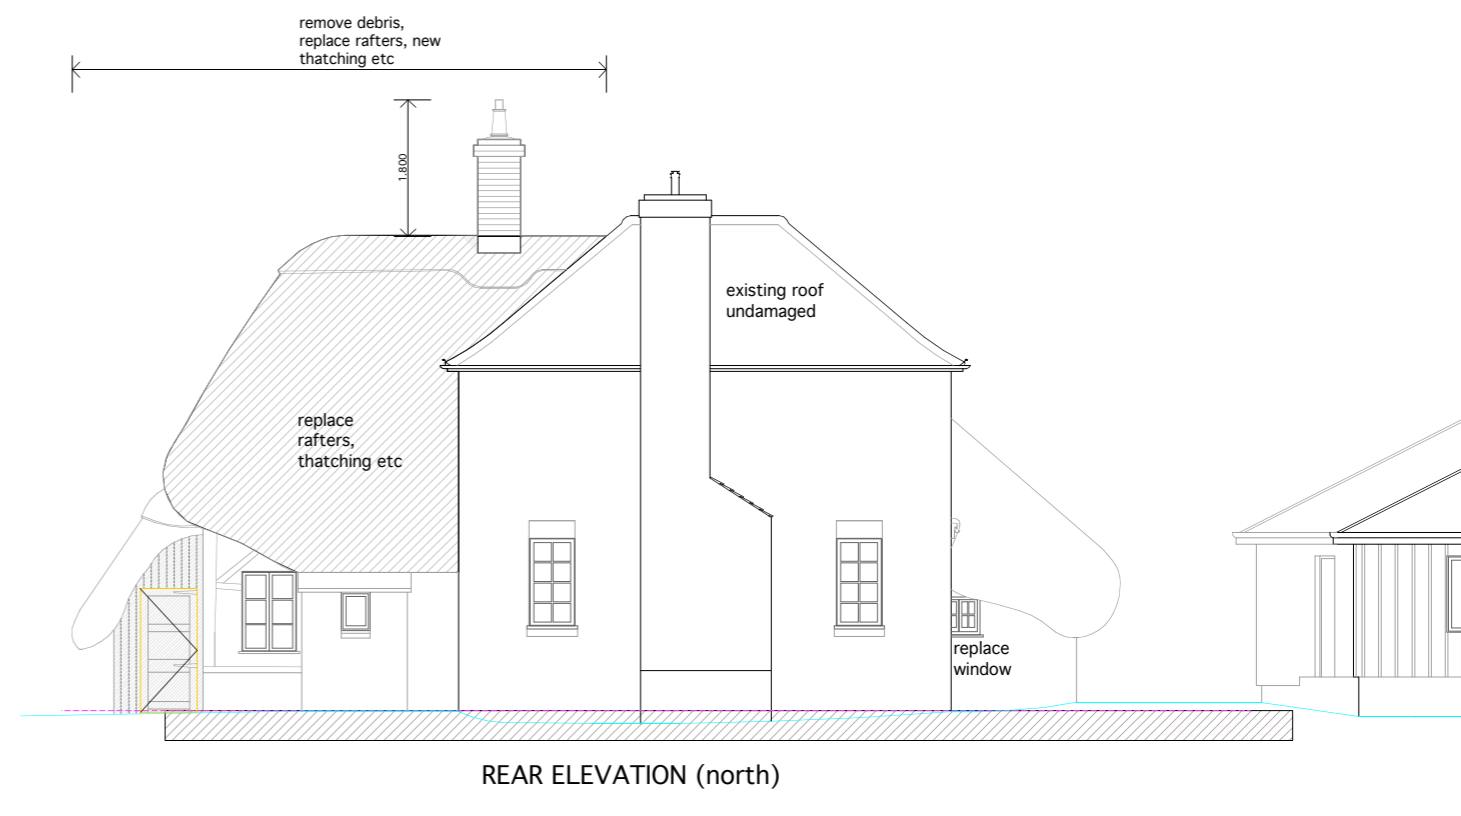 remove debris,
replace rafters, new
thatching etc
1.800
existing roof
undamaged
replace
rafters,
thatching etc
replace
window
REAR ELEVATION (north)